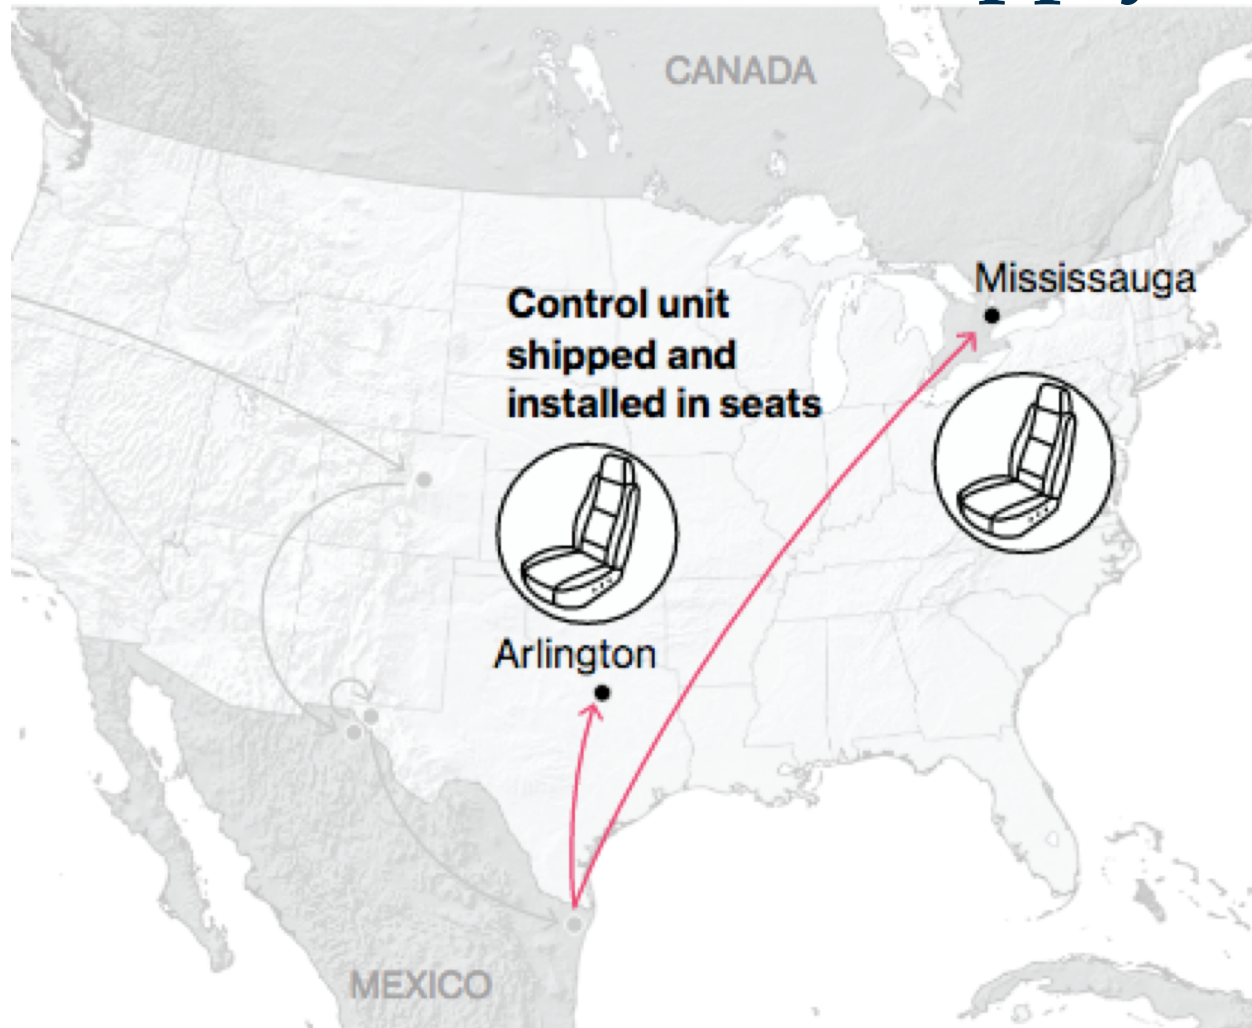 CANADA
Mississauga
Control unit
shipped and
installed in seats
Arlington
MEXICO